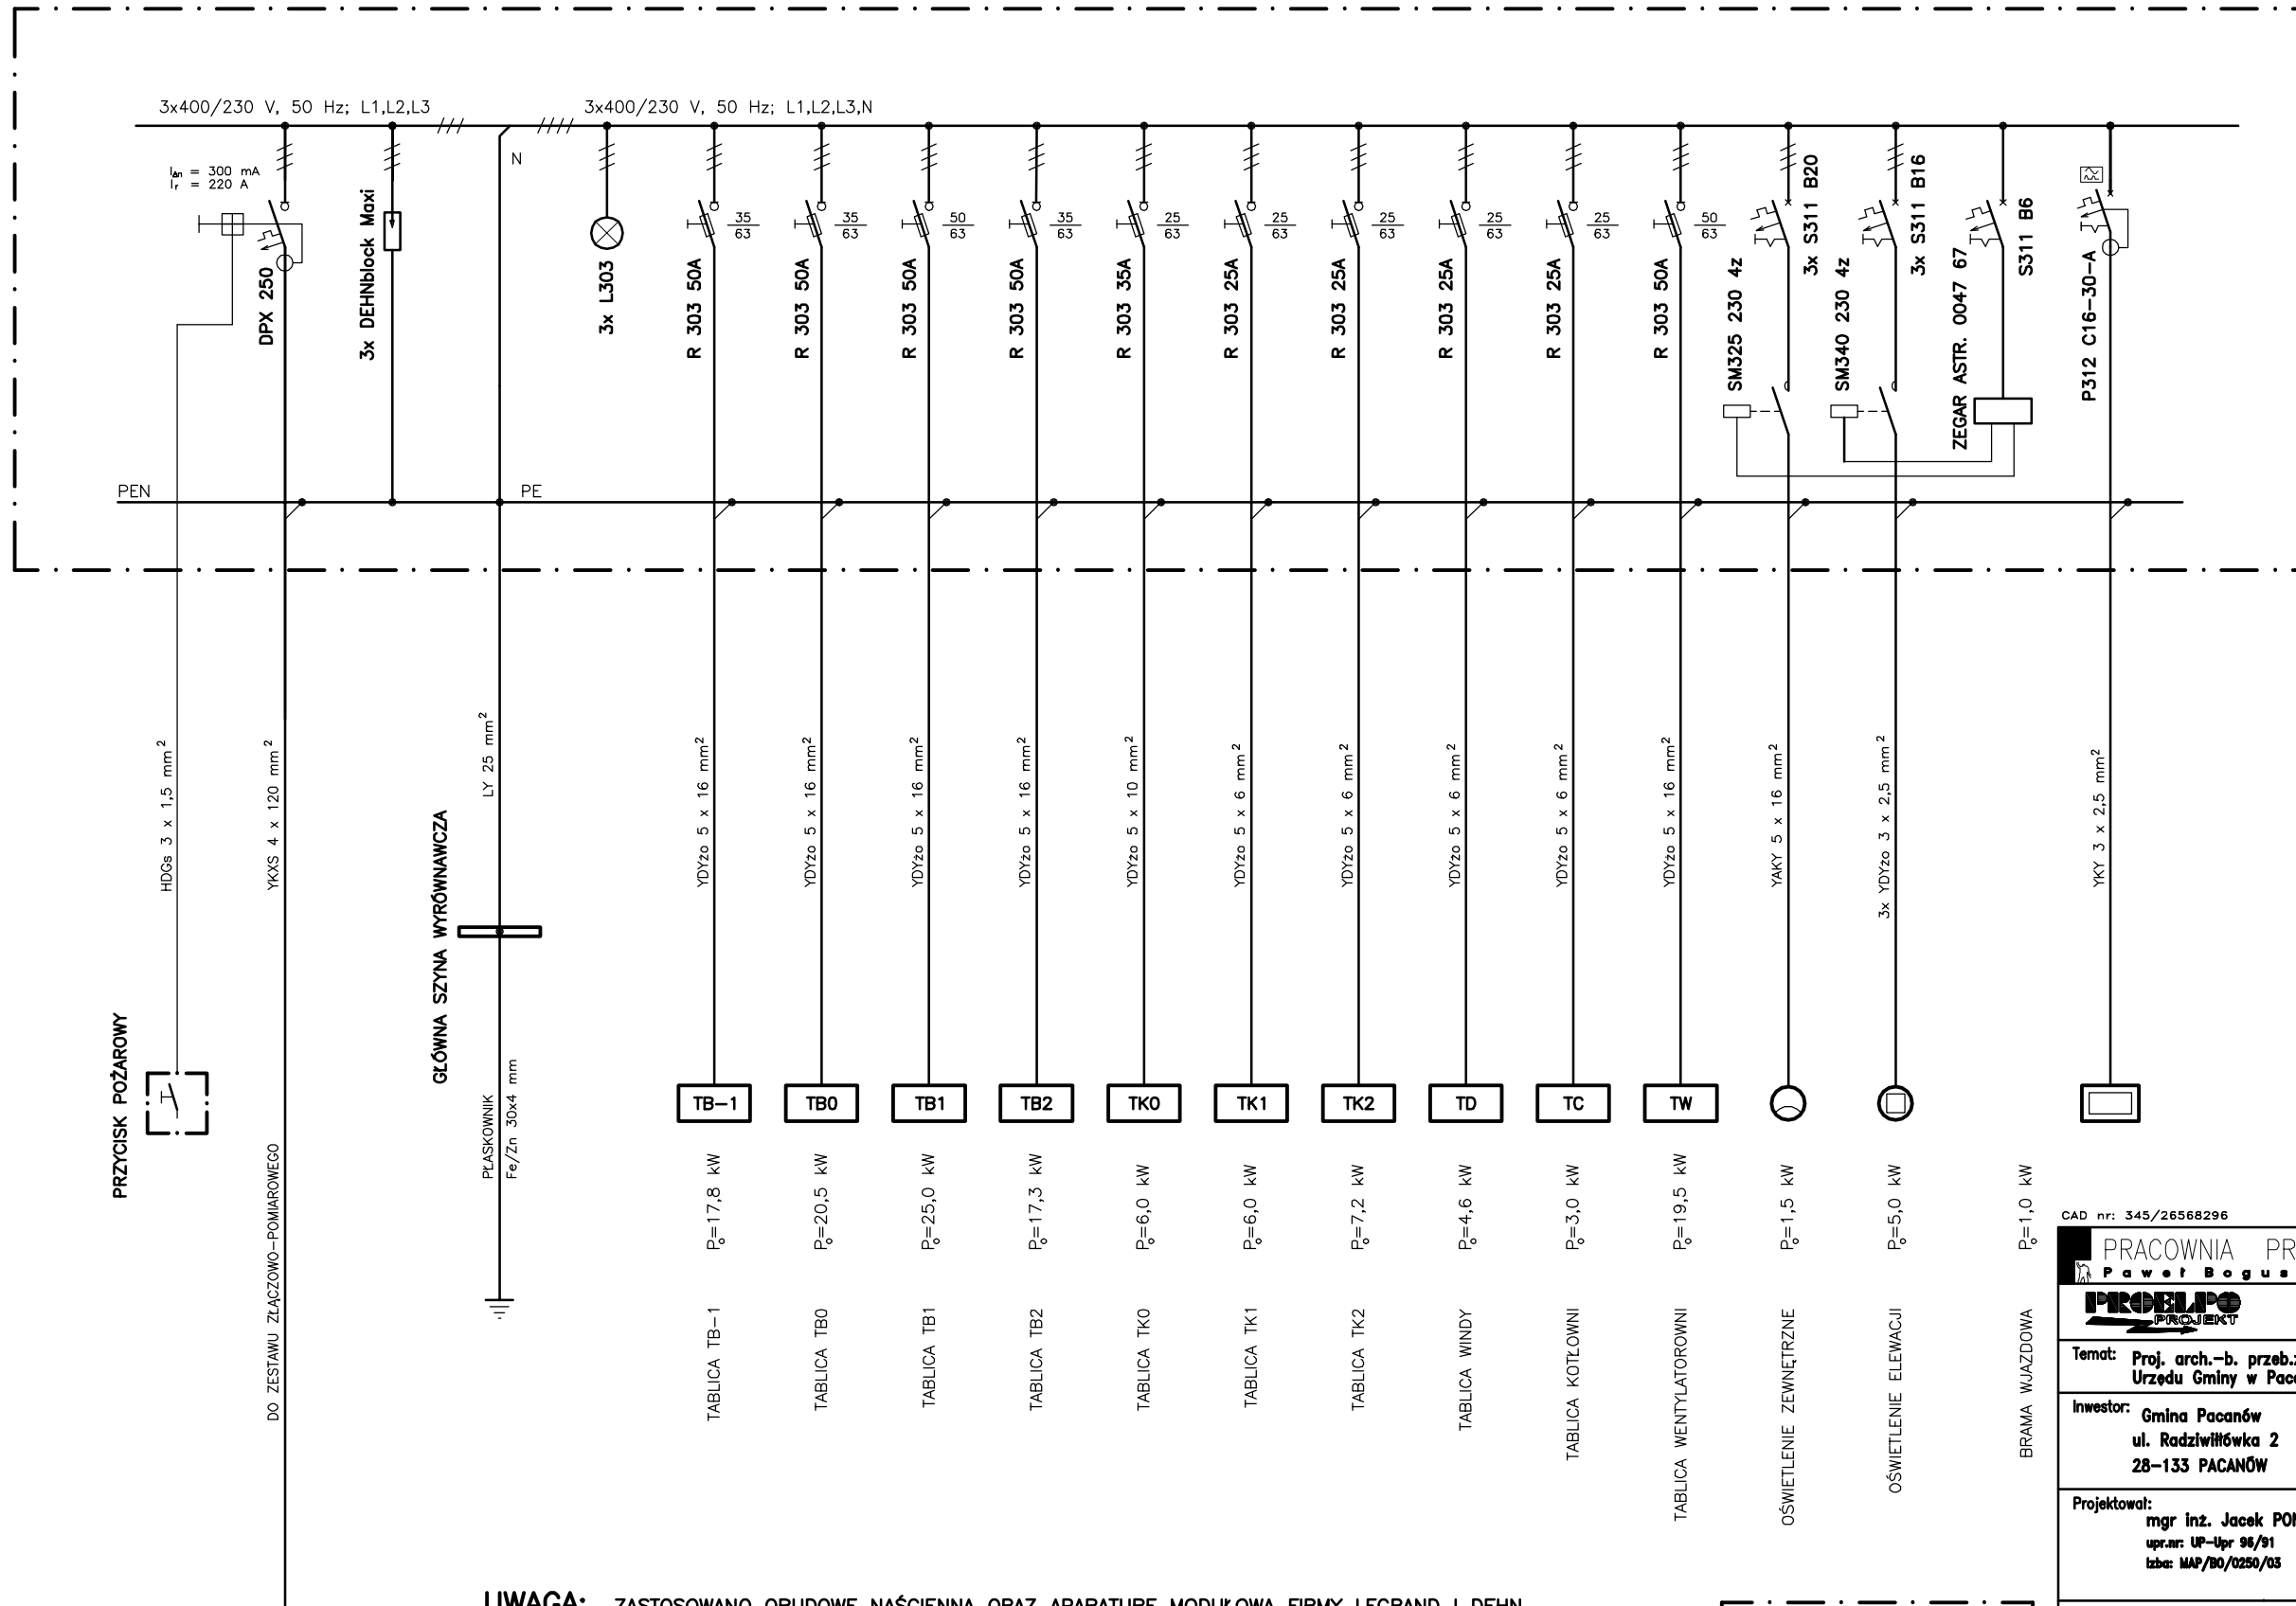 3x400/230 V, 50 Hz; L1,L2,L3
3x400/230 V, 50 Hz; L1,L2,L3,N
N
IΔn = 300 mA
Ir = 220 A
DPX 250
3x DEHNblock Maxi
3x L303
35
63
R 303 50A
35
63
R 303 50A
50
63
R 303 50A
35
63
R 303 50A
25
63
R 303 35A
25
63
R 303 25A
25
63
R 303 25A
25
63
R 303 25A
25
63
R 303 25A
50
63
R 303 50A
3x S311 B20
SM325 230 4z
3x S311 B16
SM340 230 4z
S311 B6
ZEGAR ASTR. 0047 67
P312 C16-30-A
PEN
PE
HDGs 3 x 1,5 mm²
YKXS 4 x 120 mm²
LY 25 mm²
YDYżo 5 x 16 mm²
YDYżo 5 x 16 mm²
YDYżo 5 x 16 mm²
YDYżo 5 x 16 mm²
YDYżo 5 x 10 mm²
YDYżo 5 x 6 mm²
YDYżo 5 x 6 mm²
YDYżo 5 x 6 mm²
YDYżo 5 x 6 mm²
YDYżo 5 x 16 mm²
YAKY 5 x 16 mm²
3x YDYżo 3 x 2,5 mm²
YKY 3 x 2,5 mm²
GŁÓWNA SZYNA WYRÓWNAWCZA
PRZYCISK POŻAROWY
PŁASKOWNIK
Fe/Zn 30x4 mm
DO ZESTAWU ZŁĄCZOWO-POMIAROWEGO
TB-1
TB0
TB1
TB2
TK0
TK1
TK2
TD
TC
TW
Po=17,8 kW
Po=20,5 kW
Po=25,0 kW
Po=17,3 kW
Po=6,0 kW
Po=6,0 kW
Po=7,2 kW
Po=4,6 kW
Po=3,0 kW
Po=19,5 kW
Po=1,5 kW
Po=5,0 kW
Po=1,0 kW
TABLICA TB-1
TABLICA TB0
TABLICA TB1
TABLICA TB2
TABLICA TK0
TABLICA TK1
TABLICA TK2
TABLICA WINDY
TABLICA KOTŁOWNI
TABLICA WENTYLATOROWNI
OŚWIETLENIE ZEWNĘTRZNE
OŚWIETLENIE ELEWACJI
BRAMA WJAZDOWA
CAD nr: 345/26568296
PRACOWNIA PR
Paweł Bogus
PROELPO
PROJEKT
Temat: Proj. arch.-b. przeb.
Urzędu Gminy w Pac
Inwestor: Gmina Pacanów
ul. Radziwiłłówka 2
28-133 PACANÓW
Projektował:
mgr inż. Jacek PO
upr.nr: UP-Upr 96/91
Izba: MAP/BO/0250/03
UWAGA: ZASTOSOWANO OBUDOWĘ NAŚCIENNĄ ORAZ APARATURĘ MODUŁOWĄ FIRMY LEGRAND I DEHN